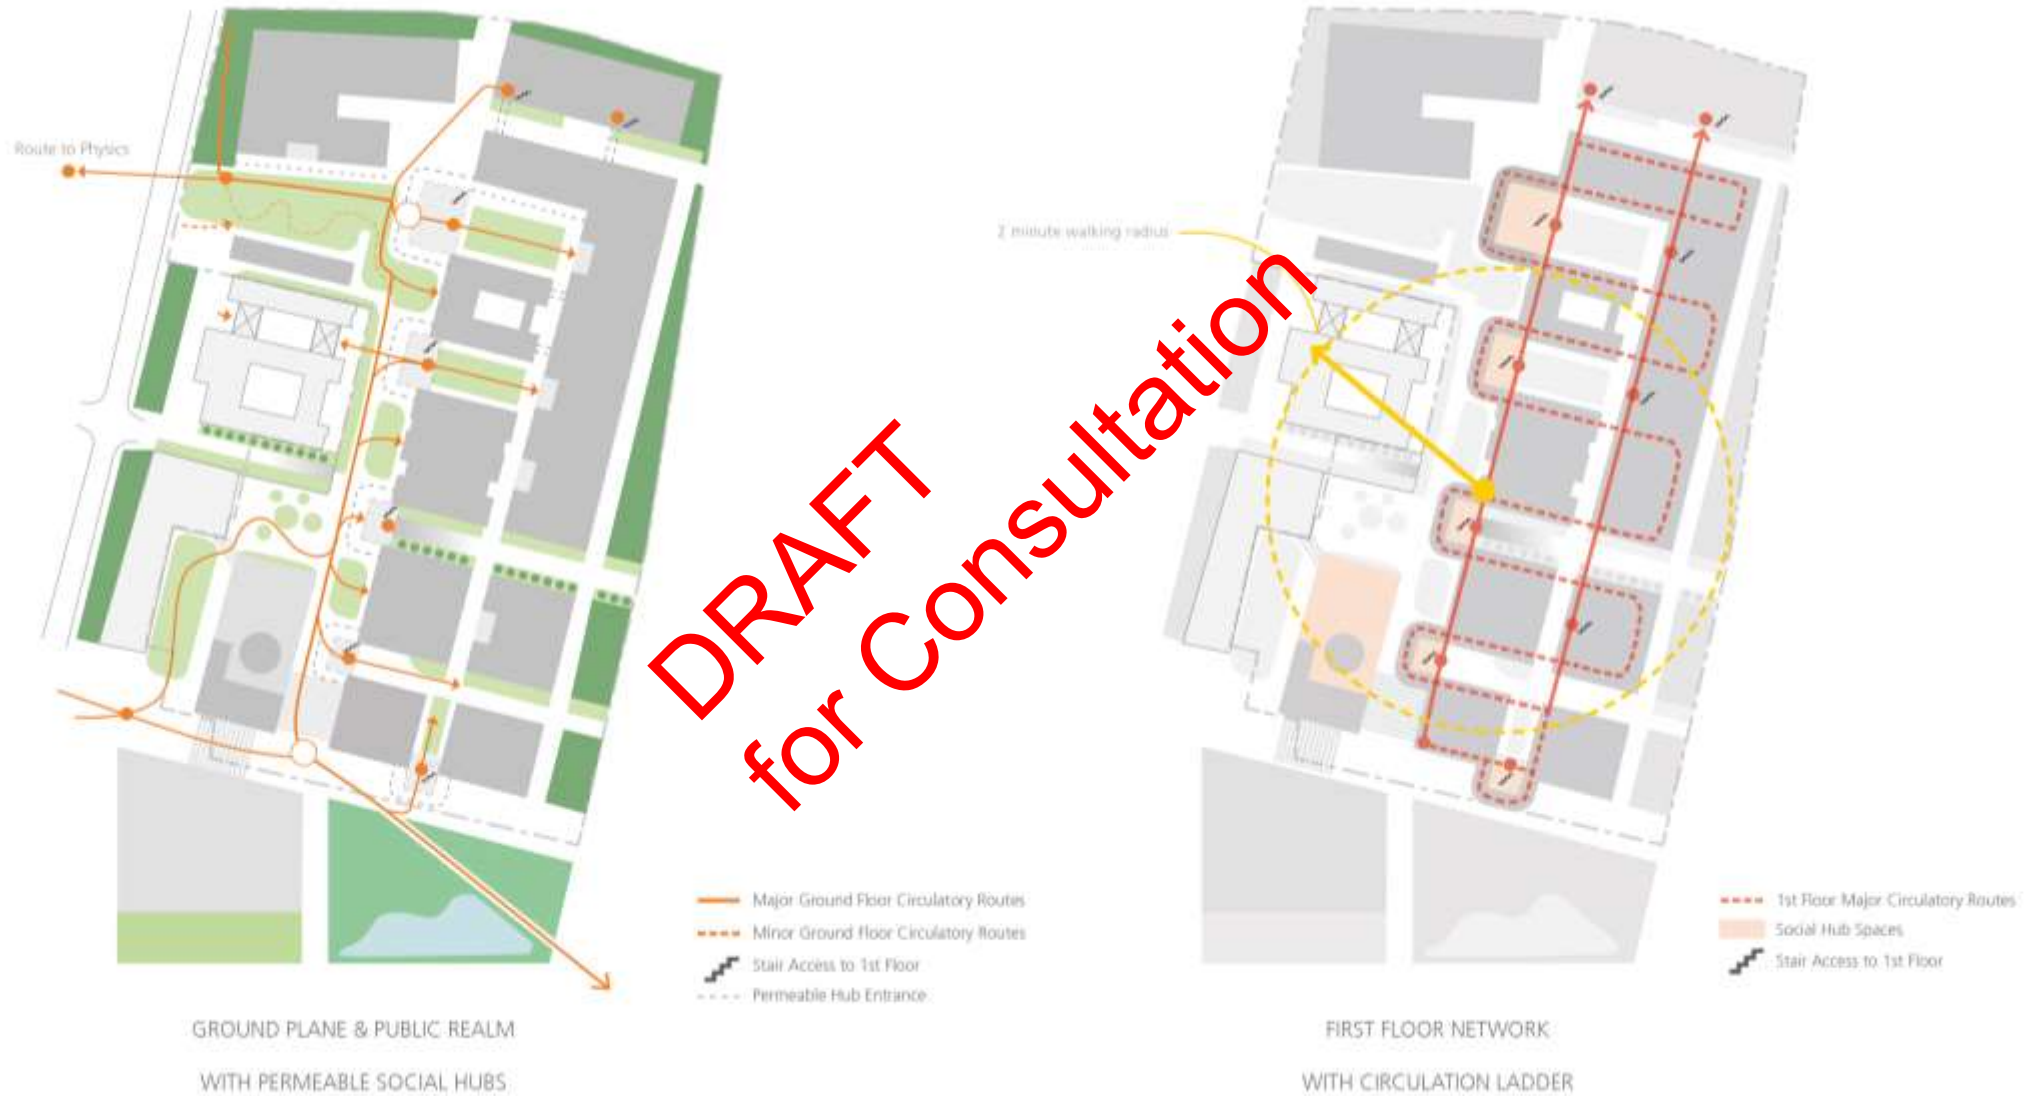 Route to Physics
2 minute walking radius
DRAFT
for Consultation
Major Ground Floor Circulatory Routes
Minor Ground Floor Circulatory Routes
Stair Access to 1st Floor
Permeable Hub Entrance
1st Floor Major Circulatory Routes
Social Hub Spaces
Stair Access to 1st Floor
GROUND PLANE & PUBLIC REALM
WITH PERMEABLE SOCIAL HUBS
FIRST FLOOR NETWORK
WITH CIRCULATION LADDER